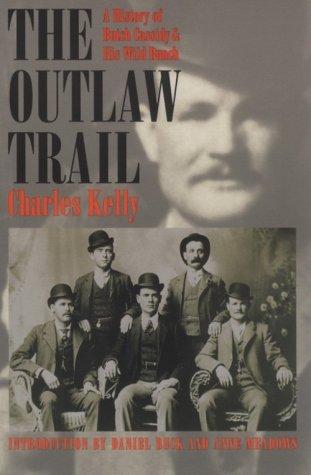 THE
OUTLAW
TRAIL
A History of
Butch Cassidy &
His Wild Bunch
Charles Kelly
INTRODUCTION BY DANIEL BUCK AND ANNE MEADOWS